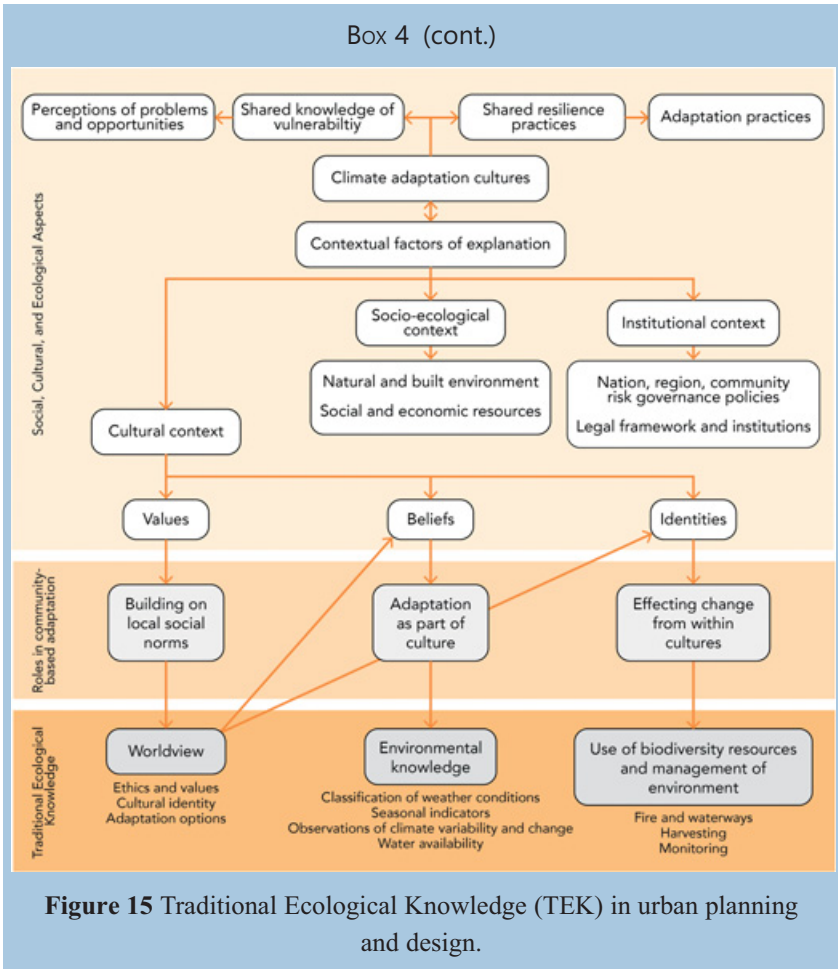 Box 4 (cont.)
Perceptions of problems
and opportunities
Shared knowledge of
vulnerabiltiy
Shared resilience
practices
Adaptation practices
Climate adaptation cultures
Contextual factors of explanation
Social, Cultural, and Ecological Aspects
Socio-ecological
context
Institutional context
Natural and built environment
Social and economic resources
Nation, region, community
risk governance policies
Legal framework and institutions
Cultural context
Values
Beliefs
Identities
Roles in community-
based adaptation
Building on
local social
norms
Adaptation
as part of
culture
Effecting change
from within
cultures
Traditional Ecological
Knowledge
Worldview
Ethics and values
Cultural identity
Adaptation options
Environmental
knowledge
Classification of weather conditions
Seasonal indicators
Observations of climate variability and change
Water availability
Use of biodiversity resources
and management of
environment
Fire and waterways
Harvesting
Monitoring
Figure 15 Traditional Ecological Knowledge (TEK) in urban planning
and design.